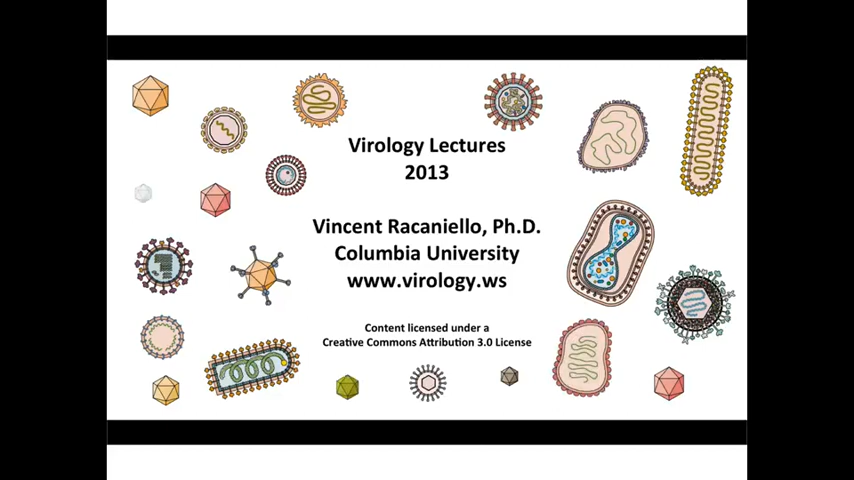 Virology Lectures
2013
Vincent Racaniello, Ph.D.
Columbia University
www.virology.ws
Content licensed under a
Creative Commons Attribution 3.0 License